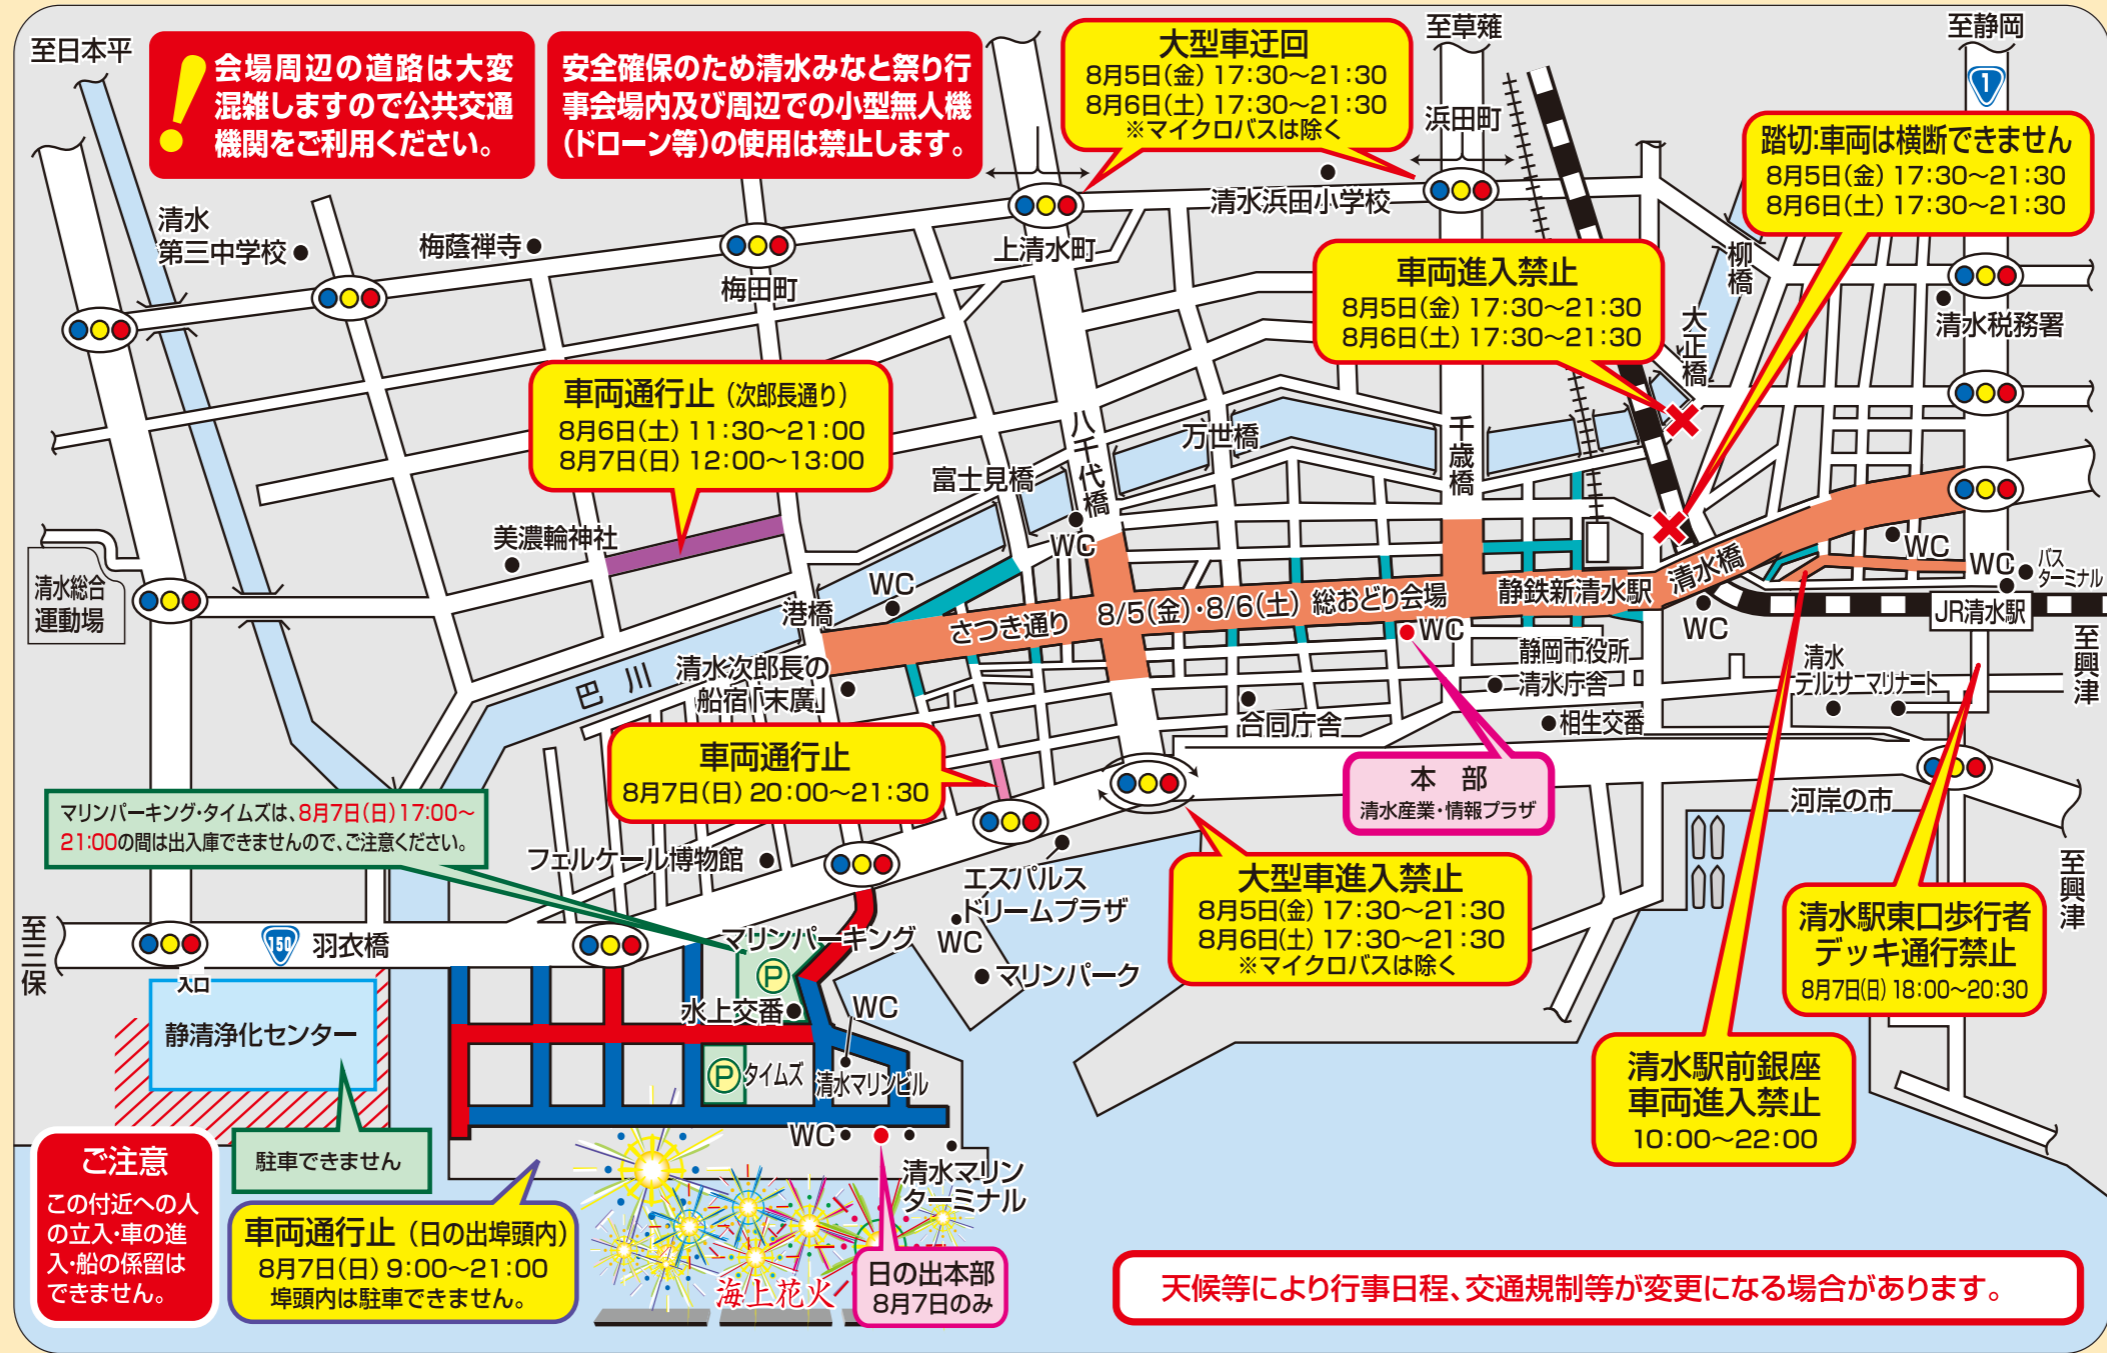 至日本平
!
会場周辺の道路は大変
混雑しますので公共交通
機関をご利用ください。
安全確保のため清水みなと祭り行
事会場内及び周辺での小型無人機
(ドローン等)の使用は禁止します。
大型車迂回
8月5日(金) 17:30〜21:30
8月6日(土) 17:30〜21:30
※マイクロバスは除く
至草薙
至静岡
1
浜田町
踏切:車両は横断できません
8月5日(金) 17:30〜21:30
8月6日(土) 17:30〜21:30
清水
第三中学校
梅蔭禅寺
梅田町
上清水町
清水浜田小学校
柳橋
車両進入禁止
8月5日(金) 17:30〜21:30
8月6日(土) 17:30〜21:30
大正橋
清水税務署
車両通行止 (次郎長通り)
8月6日(土) 11:30〜21:00
8月7日(日) 12:00〜13:00
八千代橋
万世橋
千歳橋
富士見橋
美濃輪神社
WC
WC
WC
バス
ターミナル
清水総合
運動場
WC
港橋
さつき通り
8/5(金)・8/6(土) 総おどり会場
静鉄新清水駅
清水橋
WC
WC
JR清水駅
至興津
巴川
清水次郎長の
船宿「末廣」
静岡市役所
清水庁舎
清水
テルサ
マリナート
合同庁舎
相生交番
車両通行止
8月7日(日) 20:00〜21:30
本 部
清水産業・情報プラザ
河岸の市
マリンパーキング・タイムズは、8月7日(日)17:00〜
21:00の間は出入庫できませんので、ご注意ください。
フェルケール博物館
エスパルス
ドリームプラザ
WC
マリンパーク
大型車進入禁止
8月5日(金) 17:30〜21:30
8月6日(土) 17:30〜21:30
※マイクロバスは除く
清水駅東口歩行者
デッキ通行禁止
8月7日(日) 18:00〜20:30
至興津
至三保
150
羽衣橋
入口
静清浄化センター
マリンパーキング
P
水上交番
WC
P
タイムズ
清水マリンビル
清水駅前銀座
車両進入禁止
10:00〜22:00
WC
清水マリン
ターミナル
ご注意
この付近への人
の立入・車の進
入・船の係留は
できません。
駐車できません
車両通行止 (日の出埠頭内)
8月7日(日) 9:00〜21:00
埠頭内は駐車できません。
海上花火
日の出本部
8月7日のみ
天候等により行事日程、交通規制等が変更になる場合があります。